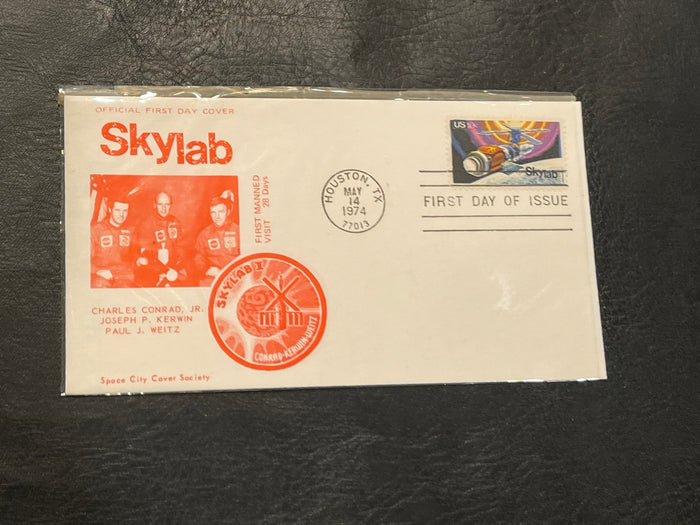 OFFICIAL FIRST DAY COVER
Skylab
FIRST MANNED
VISIT 28 Days
CHARLES CONRAD, JR.
JOSEPH P. KERWIN
PAUL J. WEITZ
SKYLAB I
CONRAD-KERWIN-WEITZ
Space City Cover Society
HOUSTON, TX
MAY
14
1974
77013
US 10c
Skylab
FIRST DAY OF ISSUE